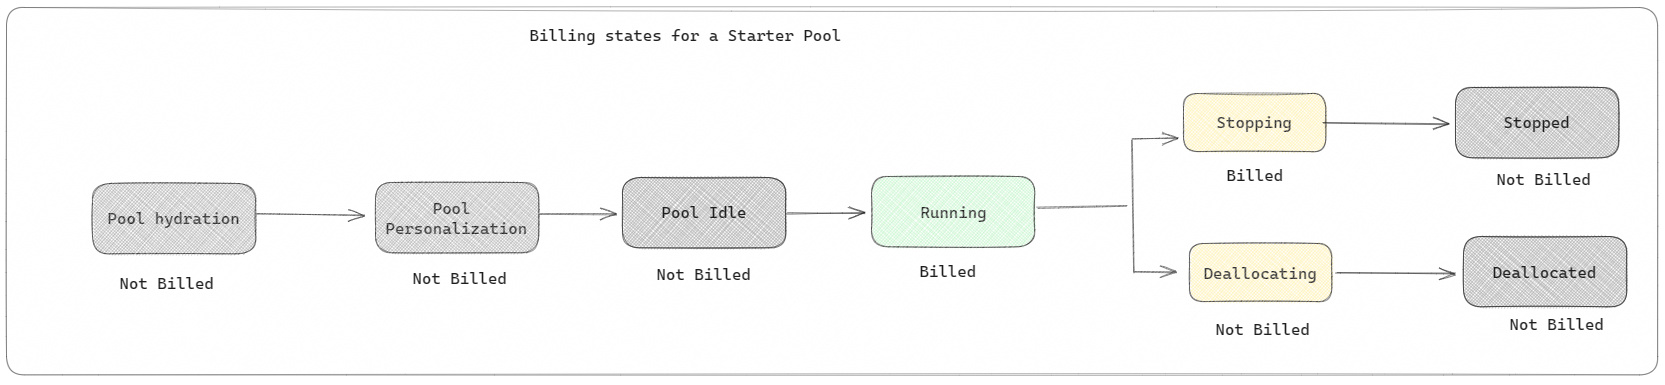 Billing states for a Starter Pool
Pool hydration
Not Billed
Pool
Personalization
Not Billed
Pool Idle
Not Billed
Running
Billed
Stopping
Billed
Stopped
Not Billed
Deallocating
Not Billed
Deallocated
Not Billed